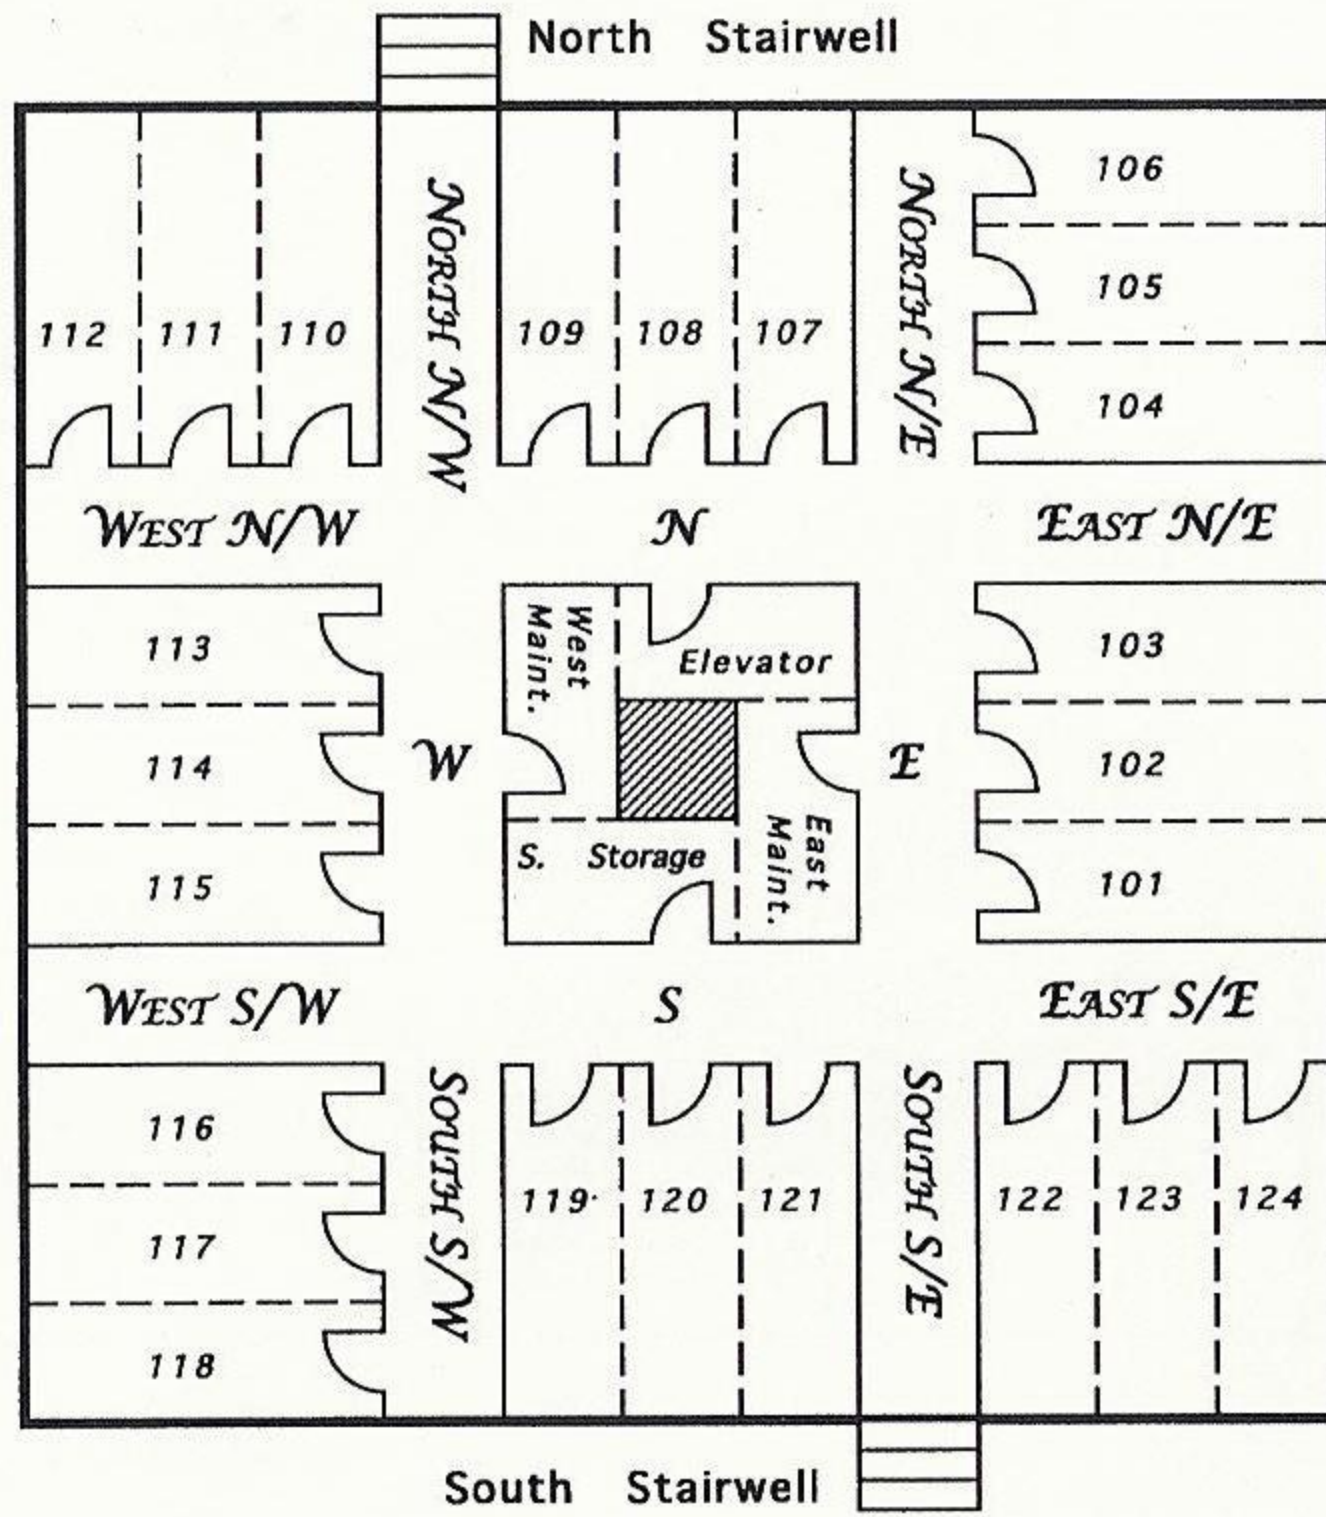 North Stairwell
NORTH N/W
NORTH N/E
106
105
104
112 111 110
109 108 107
WEST N/W
N
EAST N/E
113
114
115
W
West
Maint.
Elevator
S. Storage
East
Maint.
E
103
102
101
WEST S/W
S
EAST S/E
116
117
118
SOUTH S/W
119 120 121
SOUTH S/E
122 123 124
South Stairwell